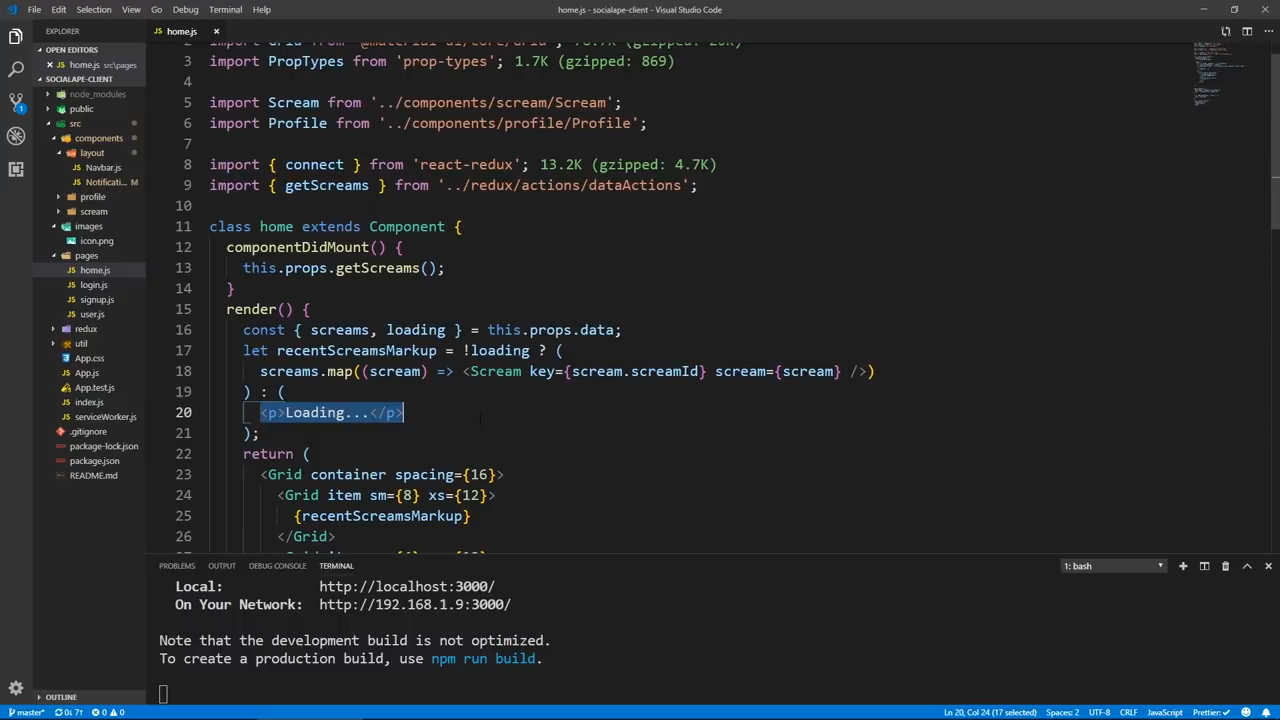 File Edit Selection View Go Debug Terminal Help
home.js - socialape-client - Visual Studio Code
EXPLORER
home.js
OPEN EDITORS
home.js src\pages
SOCIALAPE-CLIENT
node_modules
public
src
components
layout
Navbar.js
Notificati... M
profile
scream
images
icon.png
pages
home.js
login.js
signup.js
user.js
redux
util
App.css
App.js
App.test.js
index.js
serviceWorker.js
.gitignore
package-lock.json
package.json
README.md
OUTLINE
3 import PropTypes from 'prop-types'; 1.7K (gzipped: 869)
4
5 import Scream from '../components/scream/Scream';
6 import Profile from '../components/profile/Profile';
7
8 import { connect } from 'react-redux'; 13.2K (gzipped: 4.7K)
9 import { getScreams } from '../redux/actions/dataActions';
10
11 class home extends Component {
12 componentDidMount() {
13 this.props.getScreams();
14 }
15 render() {
16 const { screams, loading } = this.props.data;
17 let recentScreamsMarkup = !loading ? (
18 screams.map((scream) => <Scream key={scream.screamId} scream={scream} />)
19 ) : (
20 <p>Loading...</p>
21 );
22 return (
23 <Grid container spacing={16}>
24 <Grid item sm={8} xs={12}>
25 {recentScreamsMarkup}
26 </Grid>
PROBLEMS OUTPUT DEBUG CONSOLE TERMINAL
1: bash
Local: http://localhost:3000/
On Your Network: http://192.168.1.9:3000/
Note that the development build is not optimized.
To create a production build, use npm run build.
master* 0↓ 7↑ 0 0
Ln 20, Col 24 (17 selected) Spaces: 2 UTF-8 CRLF JavaScript Prettier: ✓